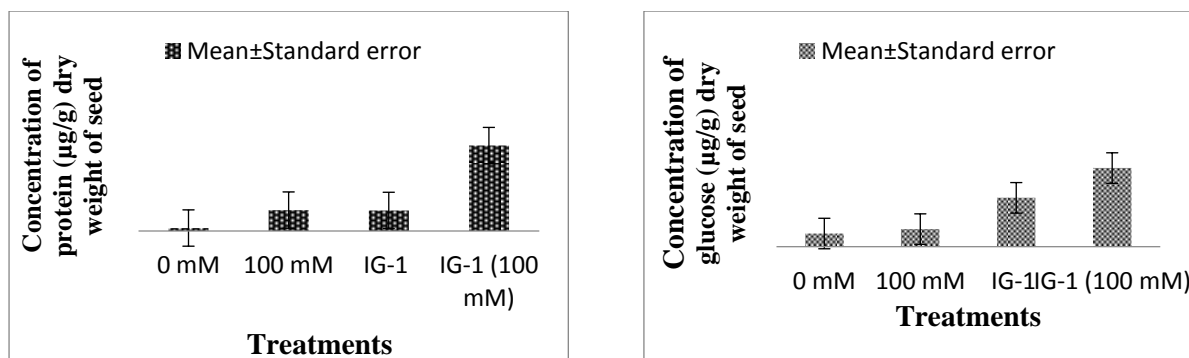 Mean±Standard error
Concentration of
protein (µg/g) dry
weight of seed
0 mM 100 mM IG-1 IG-1 (100
mM)
Treatments
Mean±Standard error
Concentration of
glucose (µg/g) dry
weight of seed
0 mM 100 mM IG-1IG-1 (100 mM)
Treatments